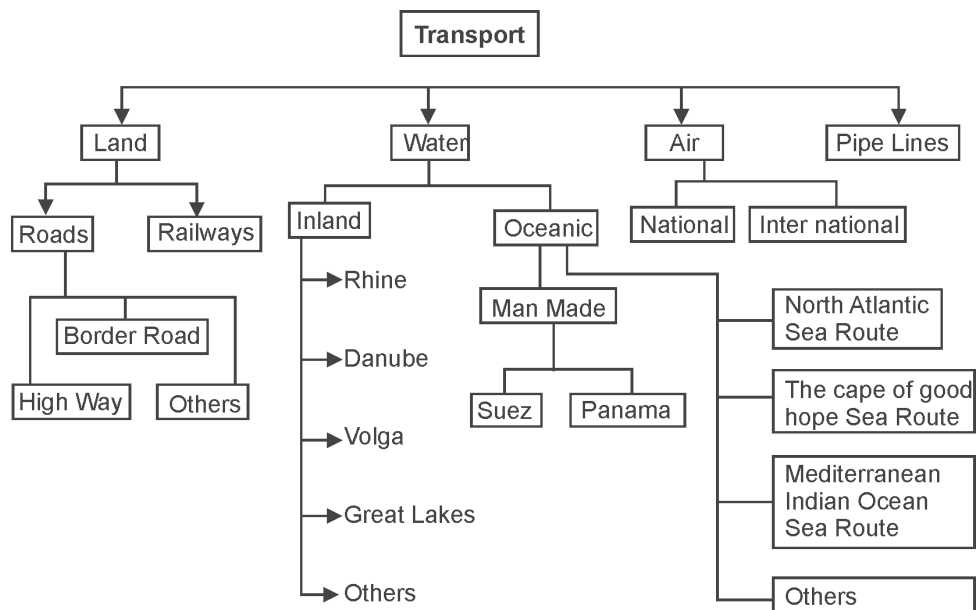 Transport
Land
Water
Air
Pipe Lines
Roads
Railways
Inland
Oceanic
National
Inter national
Rhine
Man Made
North Atlantic
Sea Route
Border Road
Danube
High Way
Others
Suez
Panama
The cape of good
hope Sea Route
Volga
Mediterranean
Indian Ocean
Sea Route
Great Lakes
Others
Others